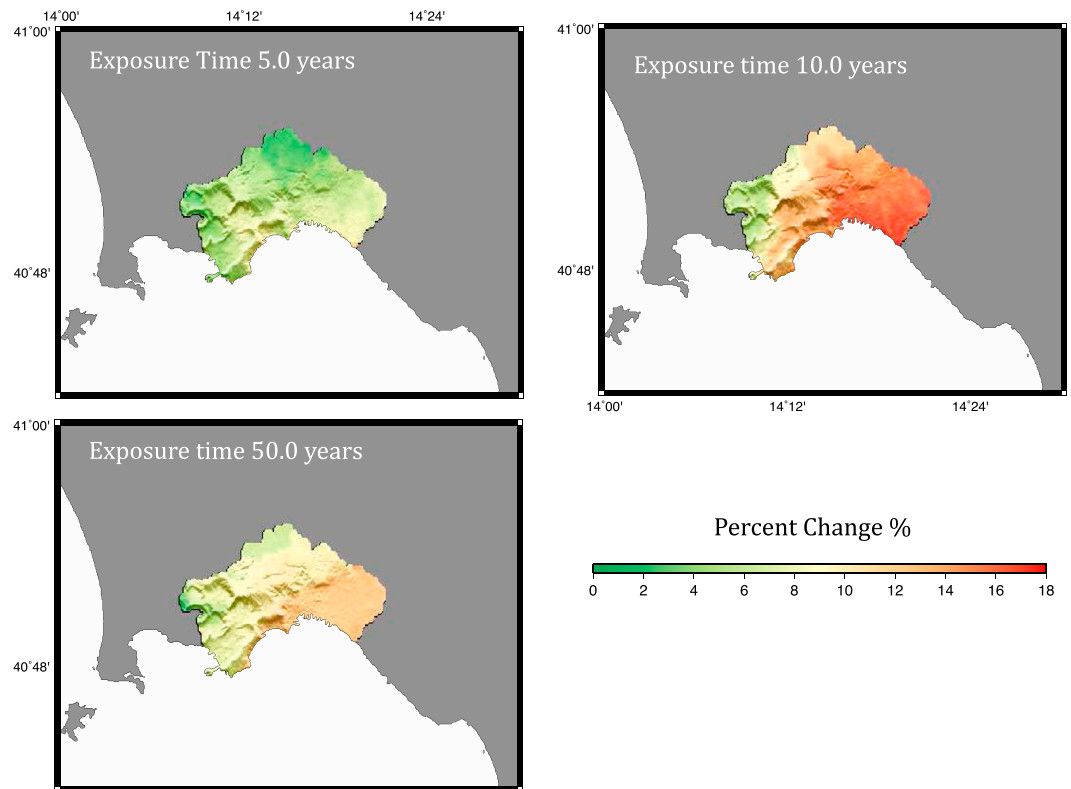 14°00' 14°12' 14°24'
41°00'
Exposure Time 5.0 years
40°48'
41°00'
Exposure time 10.0 years
40°48'
14°00' 14°12' 14°24'
41°00'
Exposure time 50.0 years
40°48'
Percent Change %
0 2 4 6 8 10 12 14 16 18